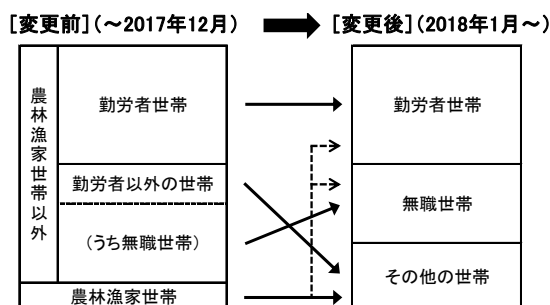 [変更前](～2017年12月)
[変更後](2018年1月～)
農林漁家世帯以外
勤労者世帯
勤労者以外の世帯
(うち無職世帯)
農林漁家世帯
勤労者世帯
無職世帯
その他の世帯